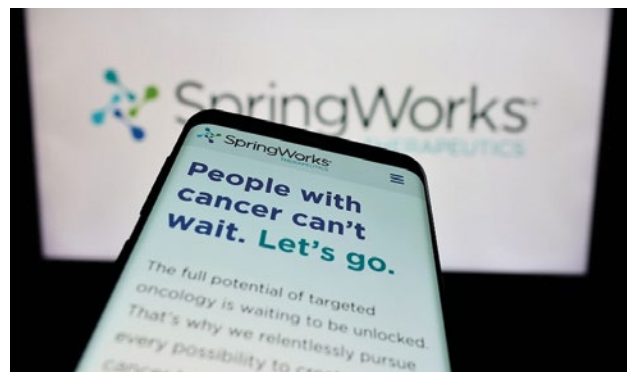 SpringWorks
THERAPEUTICS
SpringWorks
THERAPEUTICS
People with
cancer can't
wait. Let's go.
The full potential of targeted
oncology is waiting to be unlocked.
That's why we relentlessly pursue
every possibility to